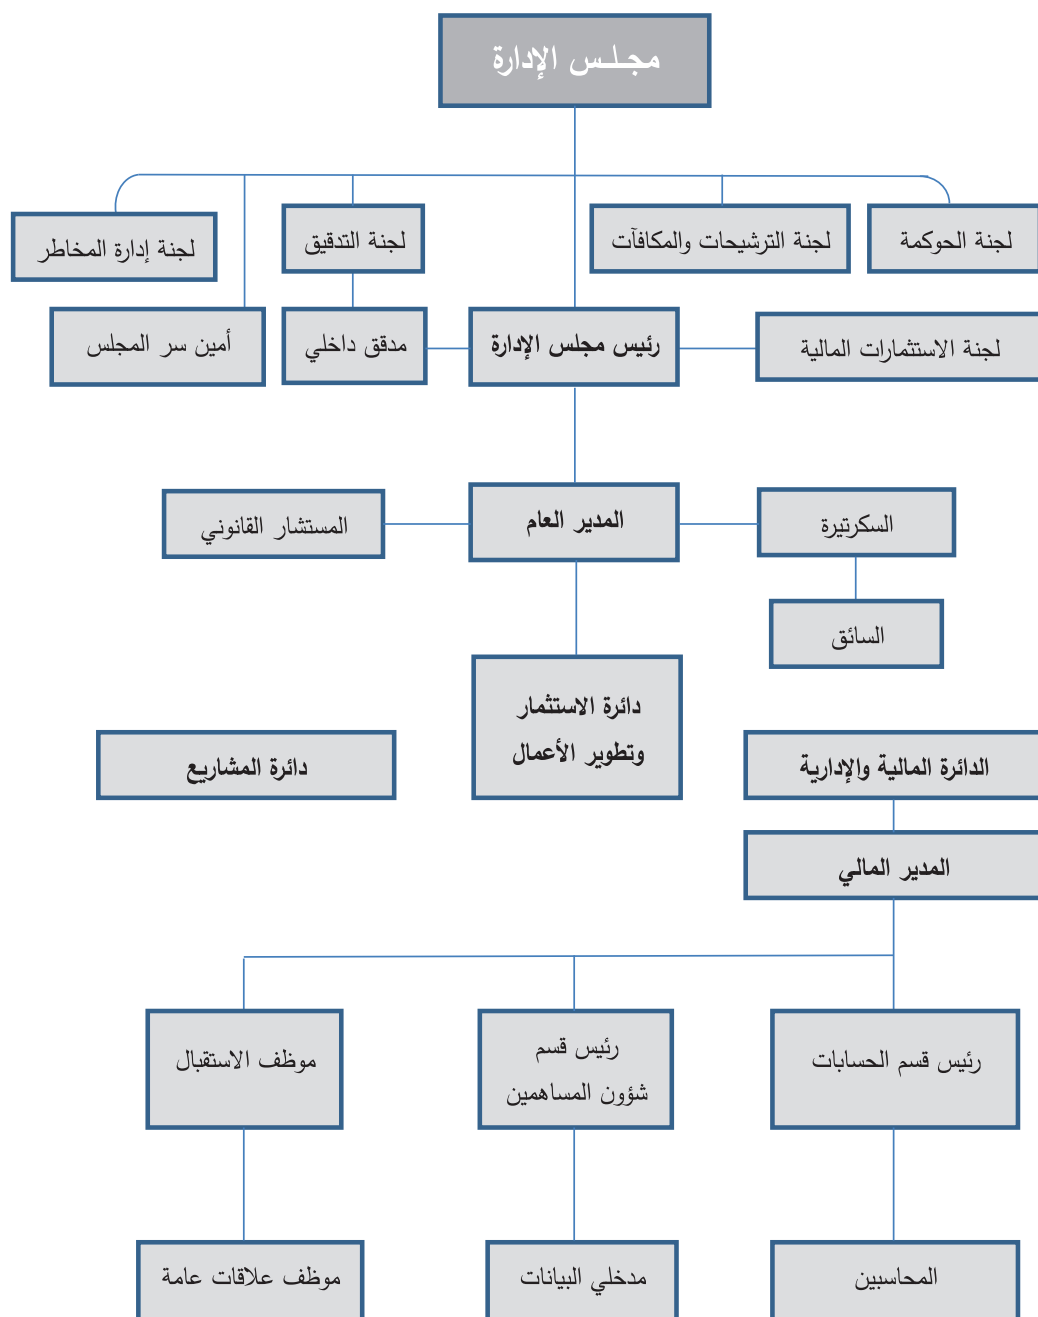 مجلس الإدارة
لجنة الحوكمة
لجنة الترشيحات والمكافآت
لجنة التدقيق
لجنة إدارة المخاطر
لجنة الاستثمارات المالية
رئيس مجلس الإدارة
مدقق داخلي
أمين سر المجلس
السكرتيرة
المدير العام
المستشار القانوني
السائق
دائرة الاستثمار
وتطوير الأعمال
الدائرة المالية والإدارية
دائرة المشاريع
المدير المالي
رئيس قسم الحسابات
رئيس قسم
شؤون المساهمين
موظف الاستقبال
المحاسبين
مدخلي البيانات
موظف علاقات عامة